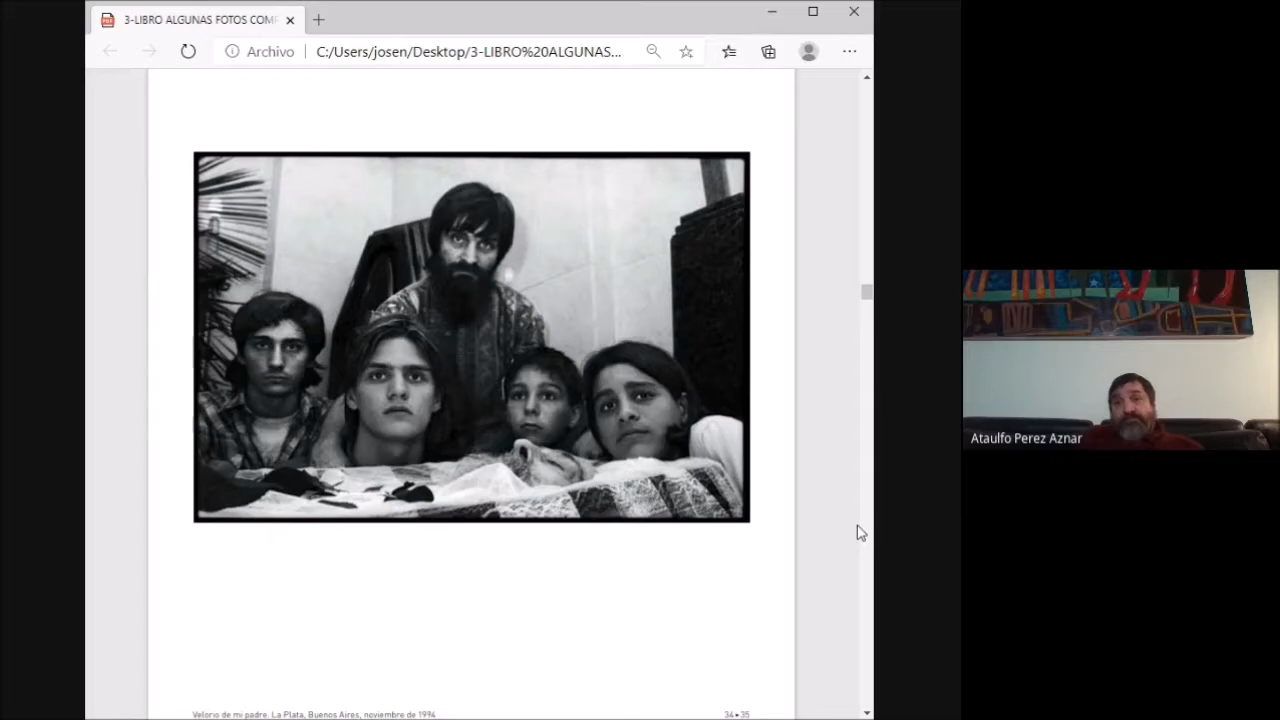 3-LIBRO ALGUNAS FOTOS COM
Archivo
C:/Users/josen/Desktop/3-LIBRO%20ALGUNAS...
Ataulfo Perez Aznar
Velorio de mi padre. La Plata, Buenos Aires, noviembre de 1994
34•35